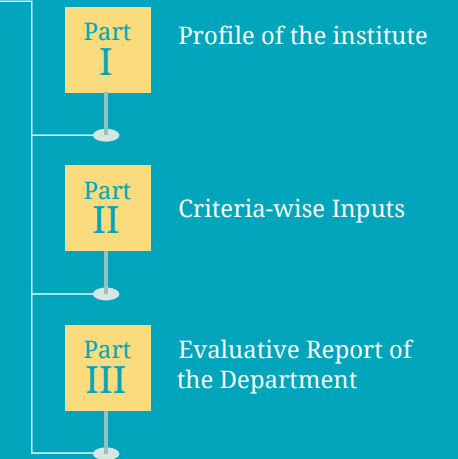 Part
I
Profile of the institute
Part
II
Criteria-wise Inputs
Part
III
Evaluative Report of
the Department